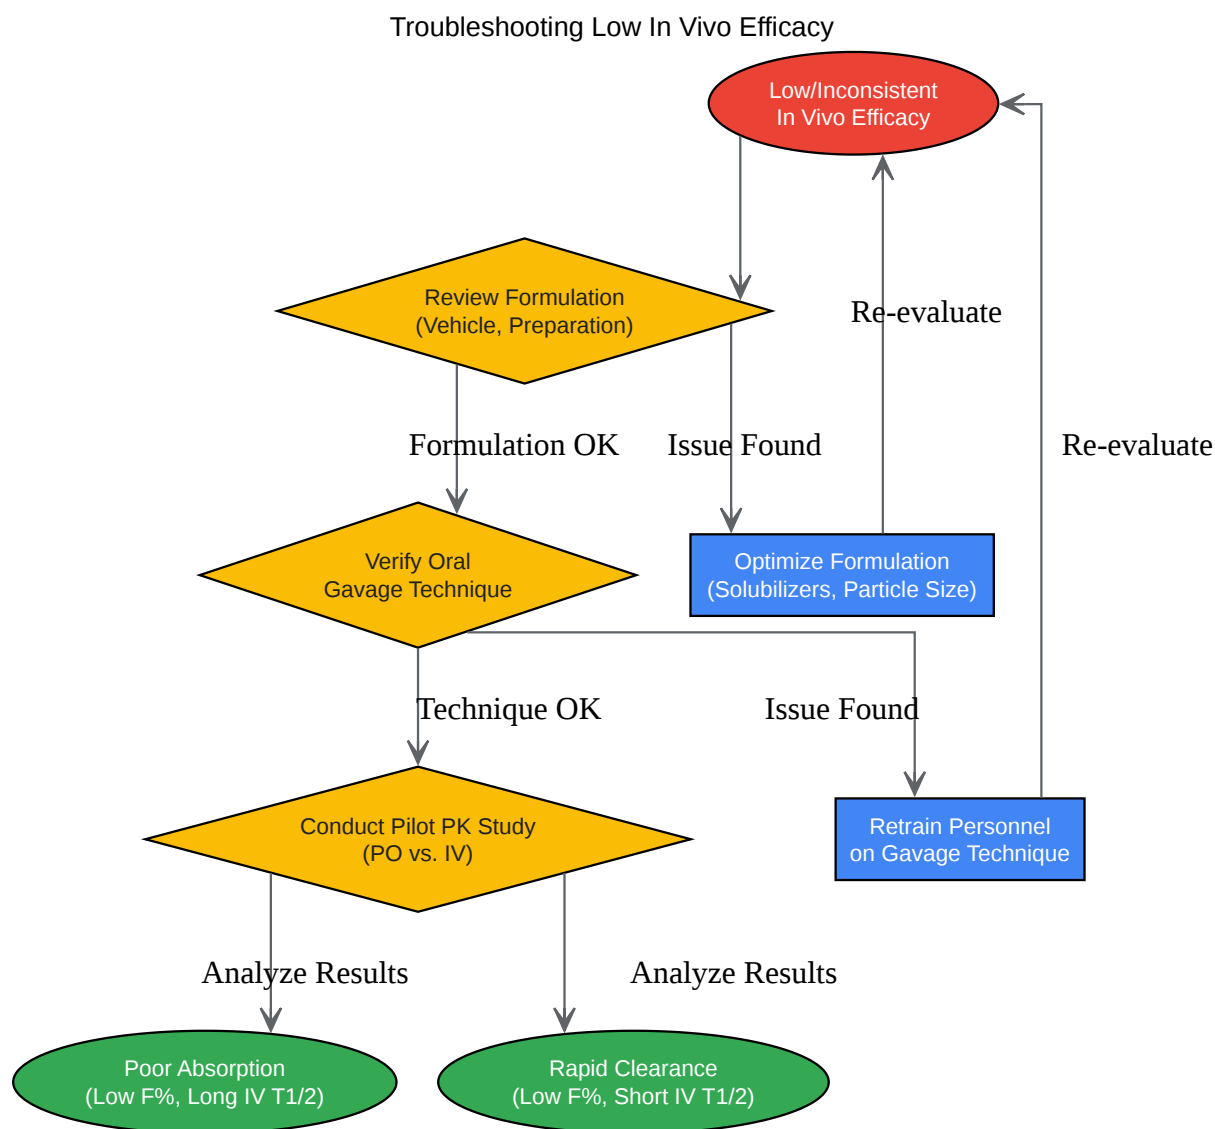 Troubleshooting Low In Vivo Efficacy
Low/Inconsistent
In Vivo Efficacy
Review Formulation
(Vehicle, Preparation)
Re-evaluate
Formulation OK
Issue Found
Re-evaluate
Verify Oral
Gavage Technique
Optimize Formulation
(Solubilizers, Particle Size)
Technique OK
Issue Found
Conduct Pilot PK Study
(PO vs. IV)
Retrain Personnel
on Gavage Technique
Analyze Results
Analyze Results
Poor Absorption
(Low F%, Long IV T1/2)
Rapid Clearance
(Low F%, Short IV T1/2)